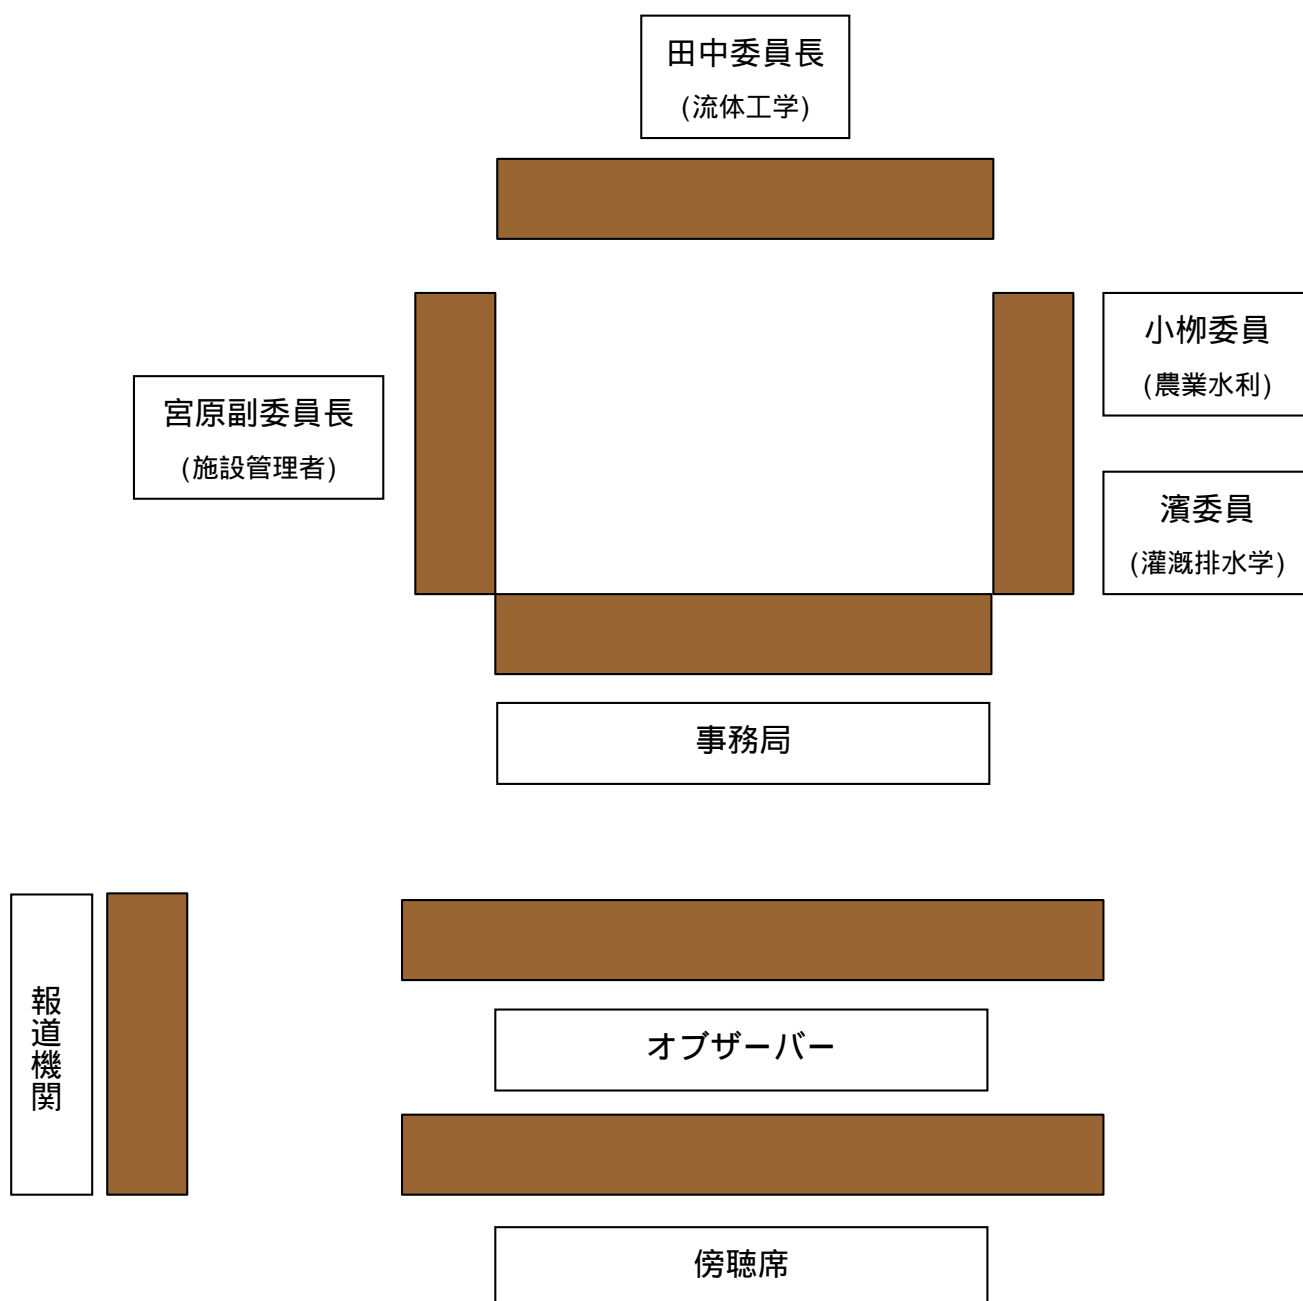 田中委員長
(流体工学)
小栁委員
(農業水利)
宮原副委員長
(施設管理者)
濱委員
(灌漑排水学)
事務局
報道機関
オブザーバー
傍聴席